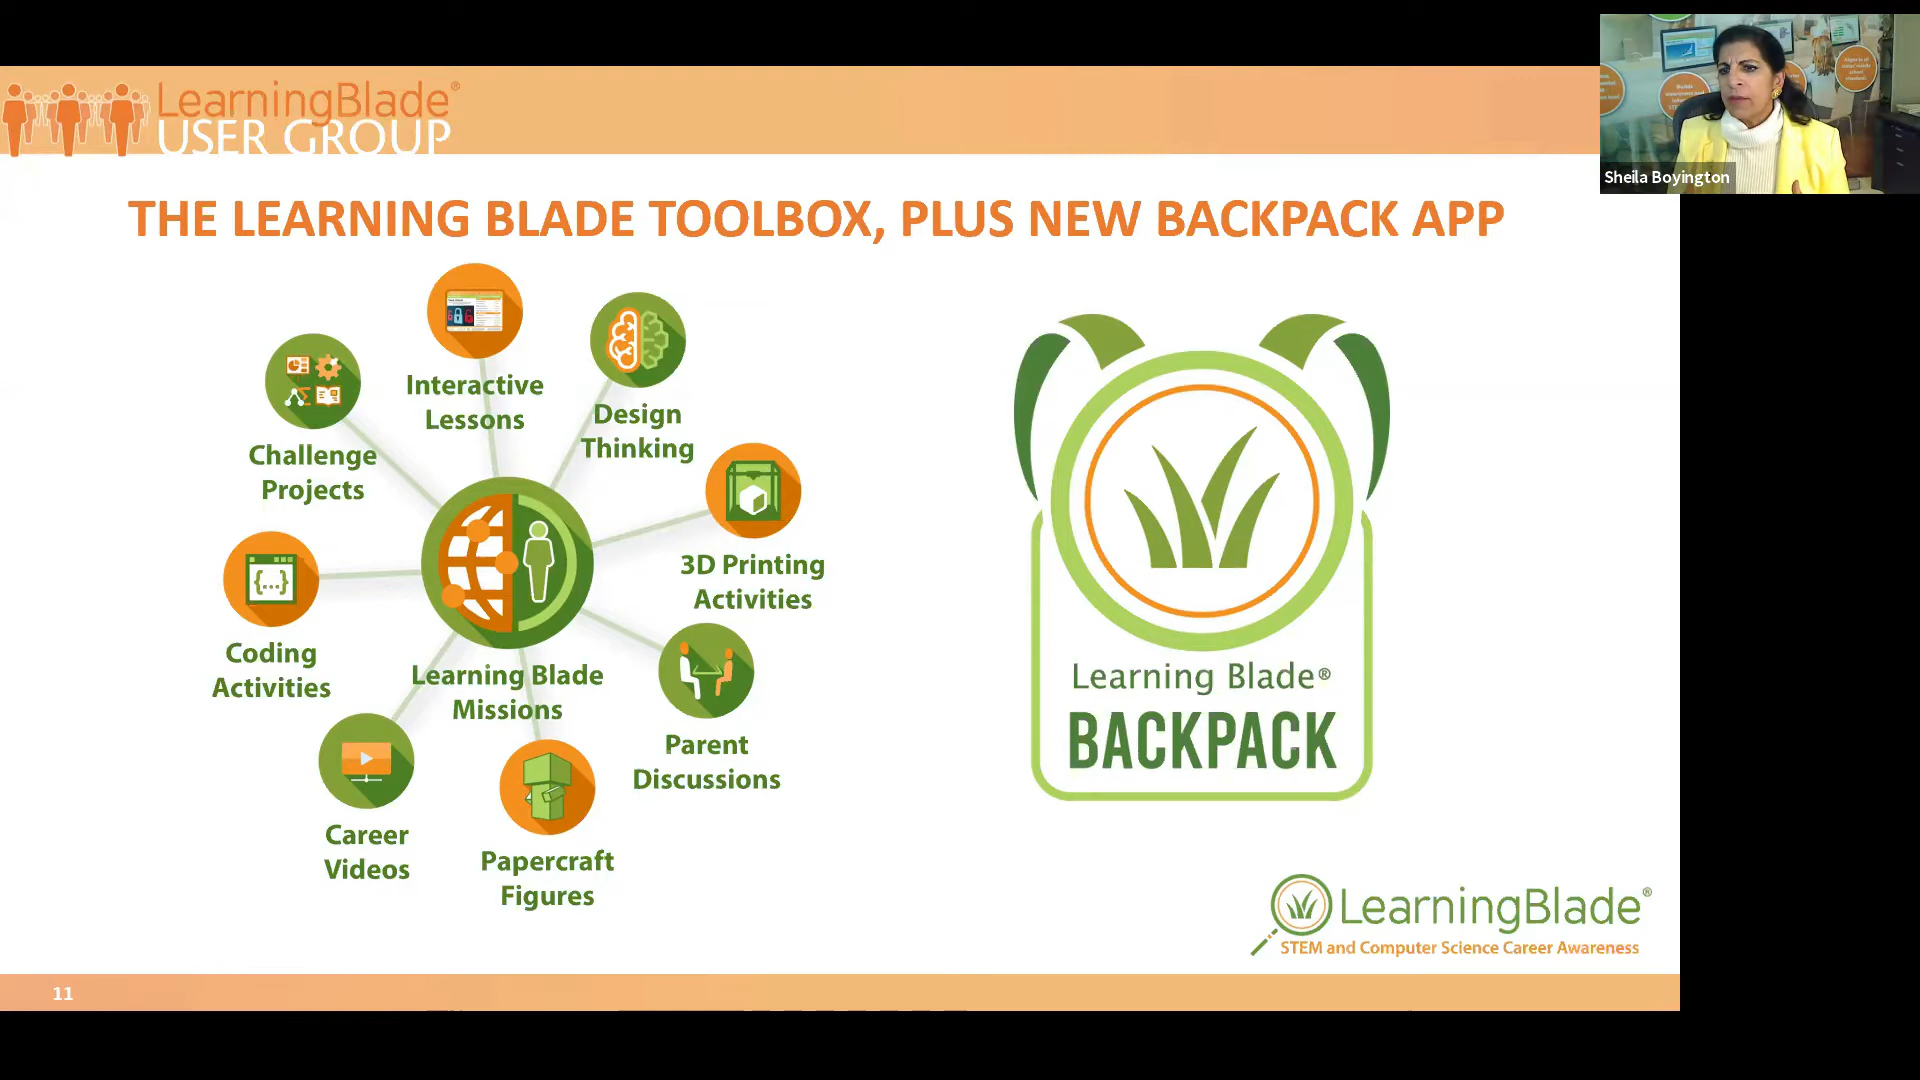 LearningBlade®
USER GROUP
Sheila Boyington
THE LEARNING BLADE TOOLBOX, PLUS NEW BACKPACK APP
Interactive
Lessons
Design
Thinking
Challenge
Projects
3D Printing
Activities
{...}
Coding
Activities
Learning Blade
Missions
Parent
Discussions
Career
Videos
Papercraft
Figures
Learning Blade®
BACKPACK
LearningBlade®
STEM and Computer Science Career Awareness
11